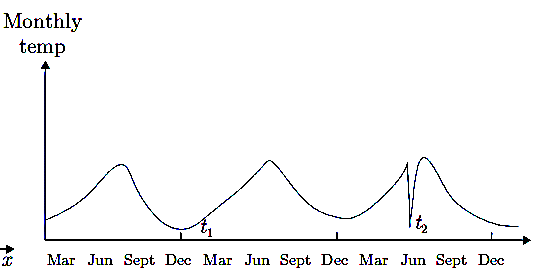 Monthly
temp
t1
t2
x
Mar Jun Sept Dec Mar Jun Sept Dec Mar Jun Sept Dec